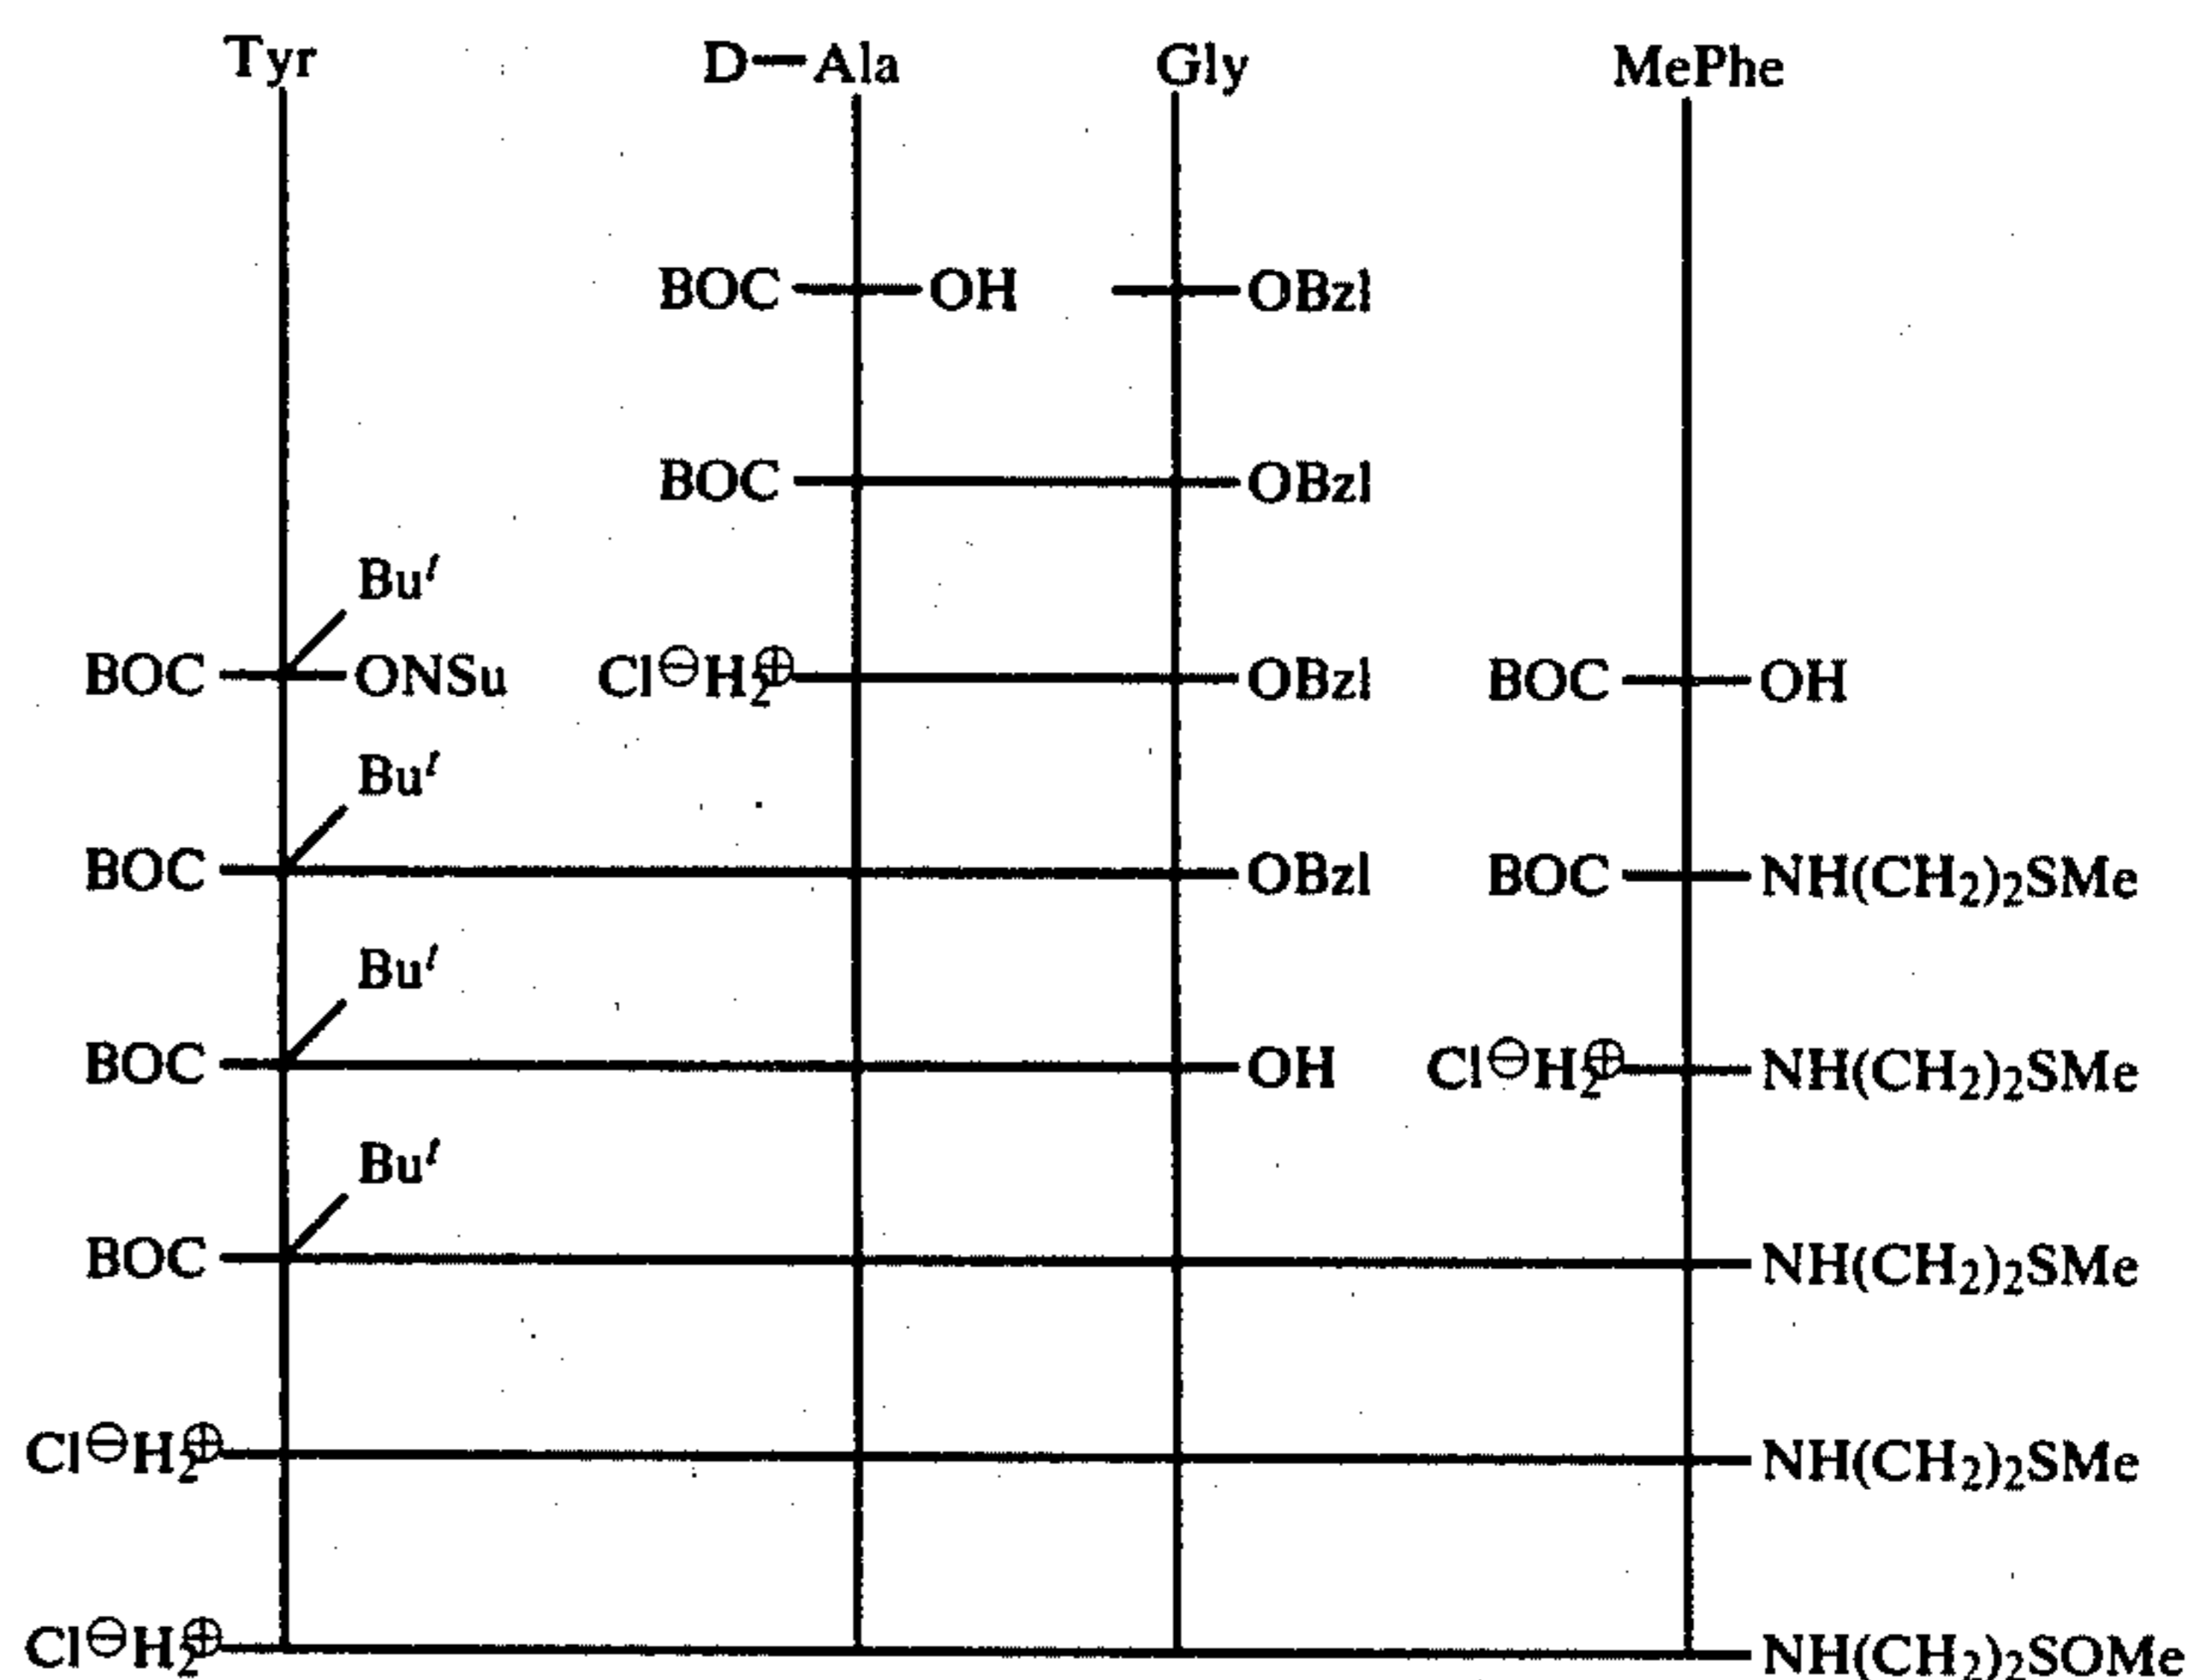 Tyr D—Ala Gly MePhe
BOC OH OBzl
BOC OBzl
Buᵗ
BOC ONSu Cl⊖H₂⊕ OBzl BOC OH
Buᵗ
BOC OBzl BOC NH(CH₂)₂SMe
Buᵗ
BOC OH Cl⊖H₂⊕ NH(CH₂)₂SMe
Buᵗ
BOC NH(CH₂)₂SMe
Cl⊖H₂⊕ NH(CH₂)₂SMe
Cl⊖H₂⊕ NH(CH₂)₂SOMe